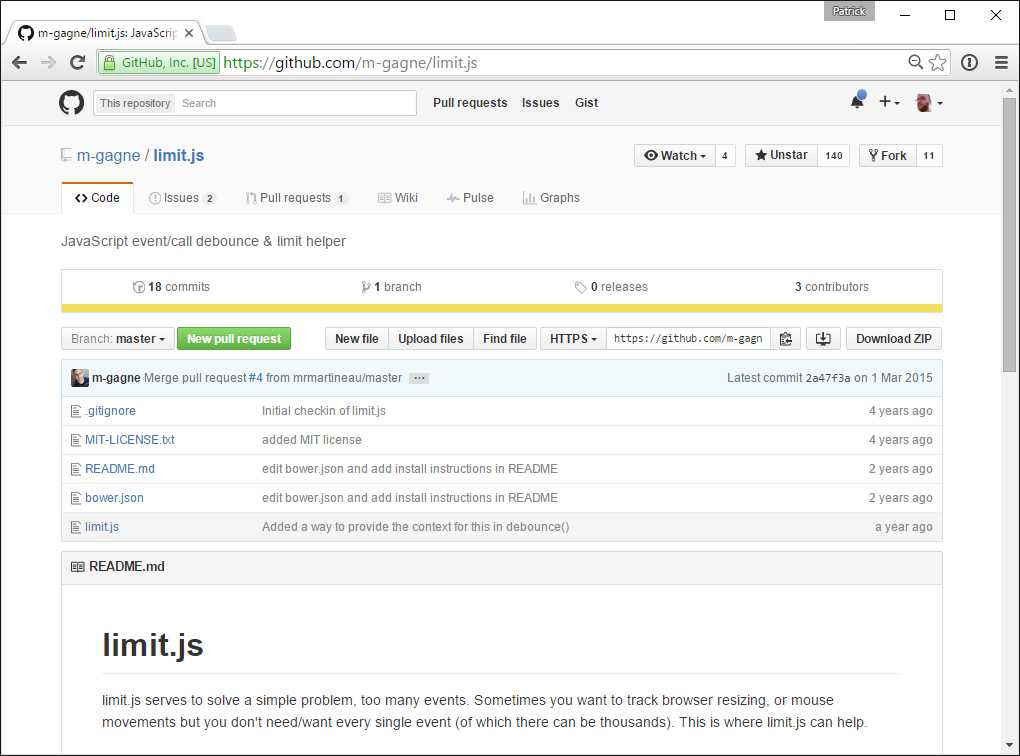 Patrick
m-gagne/limit.js: JavaScrip
GitHub, Inc. [US] https://github.com/m-gagne/limit.js
This repository Search Pull requests Issues Gist
m-gagne / limit.js Watch 4 Unstar 140 Fork 11
Code Issues 2 Pull requests 1 Wiki Pulse Graphs
JavaScript event/call debounce & limit helper
18 commits 1 branch 0 releases 3 contributors
Branch: master New pull request New file Upload files Find file HTTPS https://github.com/m-gagn Download ZIP
m-gagne Merge pull request #4 from mrmartineau/master ... Latest commit 2a47f3a on 1 Mar 2015
.gitignore Initial checkin of limit.js 4 years ago
MIT-LICENSE.txt added MIT license 4 years ago
README.md edit bower.json and add install instructions in README 2 years ago
bower.json edit bower.json and add install instructions in README 2 years ago
limit.js Added a way to provide the context for this in debounce() a year ago
README.md
limit.js
limit.js serves to solve a simple problem, too many events. Sometimes you want to track browser resizing, or mouse
movements but you don't need/want every single event (of which there can be thousands). This is where limit.js can help.